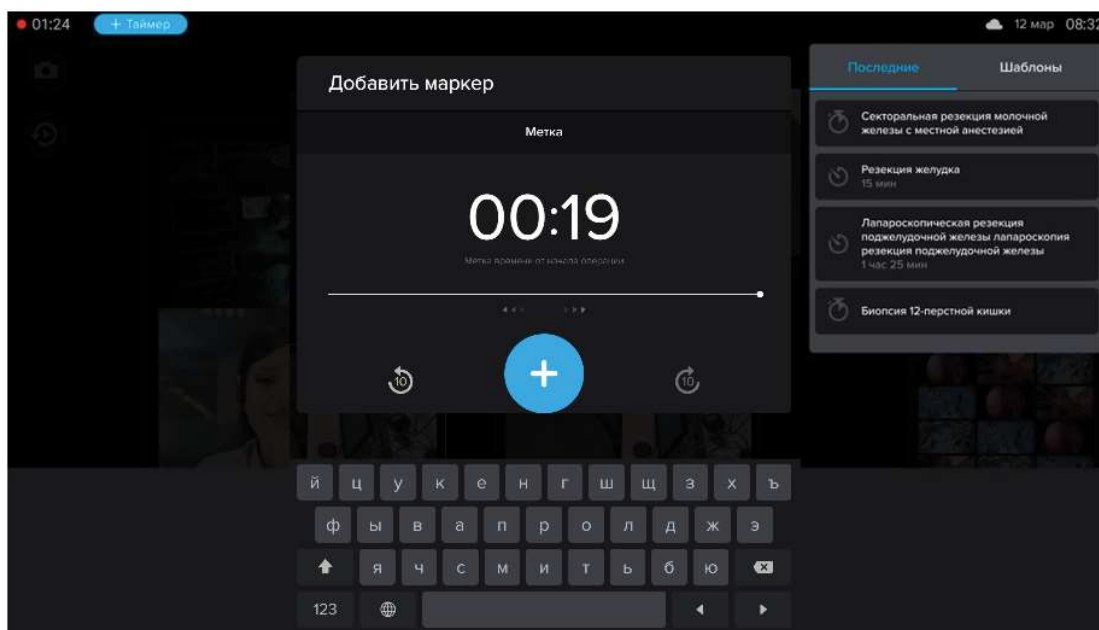 01:24
+ Таймер
12 мар 08:32
Добавить маркер
Метка
00:19
Метка времени от начала операции
10
10
Последние Шаблоны
Секторальная резекция молочной
железы с местной анестезией
Резекция желудка
15 мин
Лапароскопическая резекция
поджелудочной железы лапароскопия
резекция поджелудочной железы
1 час 25 мин
Биопсия 12-перстной кишки
й ц у к е н г ш щ з х ъ
ф ы в а п р о л д ж э
я ч с м и т ь б ю
123